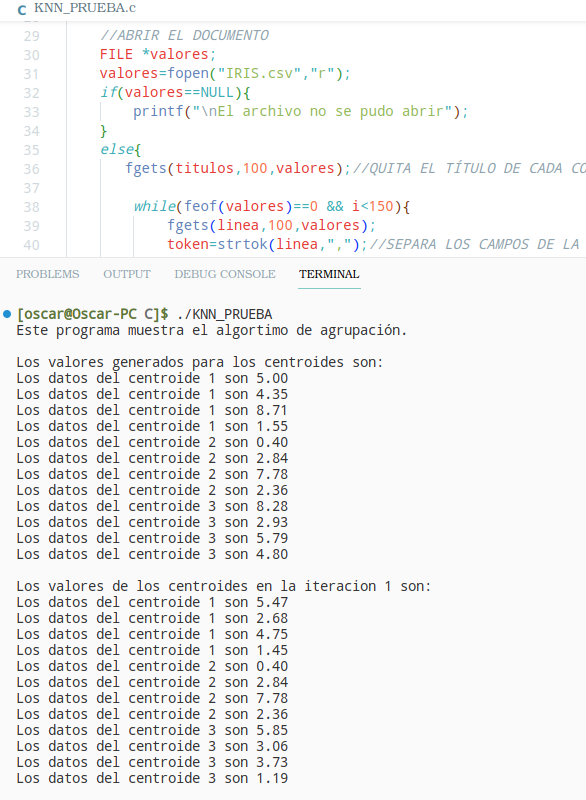 C KNN_PRUEBA.c
29 //ABRIR EL DOCUMENTO
30 FILE *valores;
31 valores=fopen("IRIS.csv","r");
32 if(valores==NULL){
33 printf("\nEl archivo no se pudo abrir");
34 }
35 else{
36 fgets(titulos,100,valores);//QUITA EL TÍTULO DE CADA CO
37
38 while(feof(valores)==0 && i<150){
39 fgets(linea,100,valores);
40 token=strtok(linea,",");//SEPARA LOS CAMPOS DE LA
PROBLEMS OUTPUT DEBUG CONSOLE TERMINAL
[oscar@Oscar-PC C]$ ./KNN_PRUEBA
Este programa muestra el algortimo de agrupación.
Los valores generados para los centroides son:
Los datos del centroide 1 son 5.00
Los datos del centroide 1 son 4.35
Los datos del centroide 1 son 8.71
Los datos del centroide 1 son 1.55
Los datos del centroide 2 son 0.40
Los datos del centroide 2 son 2.84
Los datos del centroide 2 son 7.78
Los datos del centroide 2 son 2.36
Los datos del centroide 3 son 8.28
Los datos del centroide 3 son 2.93
Los datos del centroide 3 son 5.79
Los datos del centroide 3 son 4.80
Los valores de los centroides en la iteracion 1 son:
Los datos del centroide 1 son 5.47
Los datos del centroide 1 son 2.68
Los datos del centroide 1 son 4.75
Los datos del centroide 1 son 1.45
Los datos del centroide 2 son 0.40
Los datos del centroide 2 son 2.84
Los datos del centroide 2 son 7.78
Los datos del centroide 2 son 2.36
Los datos del centroide 3 son 5.85
Los datos del centroide 3 son 3.06
Los datos del centroide 3 son 3.73
Los datos del centroide 3 son 1.19